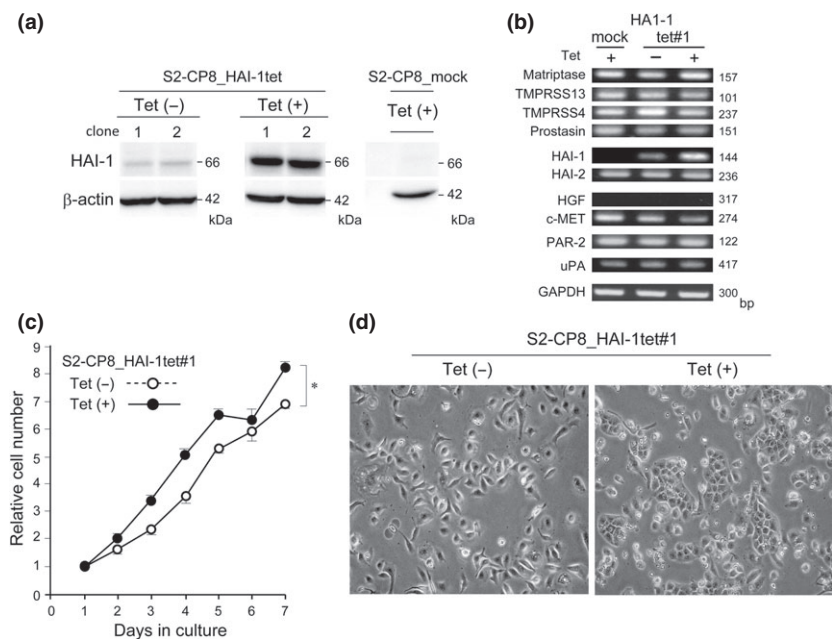 (a)
S2-CP8_HAI-1tet
S2-CP8_mock
Tet (–)
Tet (+)
Tet (+)
clone 1 2 1 2
HAI-1 66 66 66
β-actin 42 42 42
kDa kDa kDa
(b)
HA1-1
mock tet#1
Tet + – +
Matriptase 157
TMPRSS13 101
TMPRSS4 237
Prostasin 151
HAI-1 144
HAI-2 236
HGF 317
c-MET 274
PAR-2 122
uPA 417
GAPDH 300
bp
(c)
S2-CP8_HAI-1tet#1
Tet (–)
Tet (+)
*
Relative cell number
9
8
7
6
5
4
3
2
1
0
1 2 3 4 5 6 7
Days in culture
(d)
S2-CP8_HAI-1tet#1
Tet (–) Tet (+)